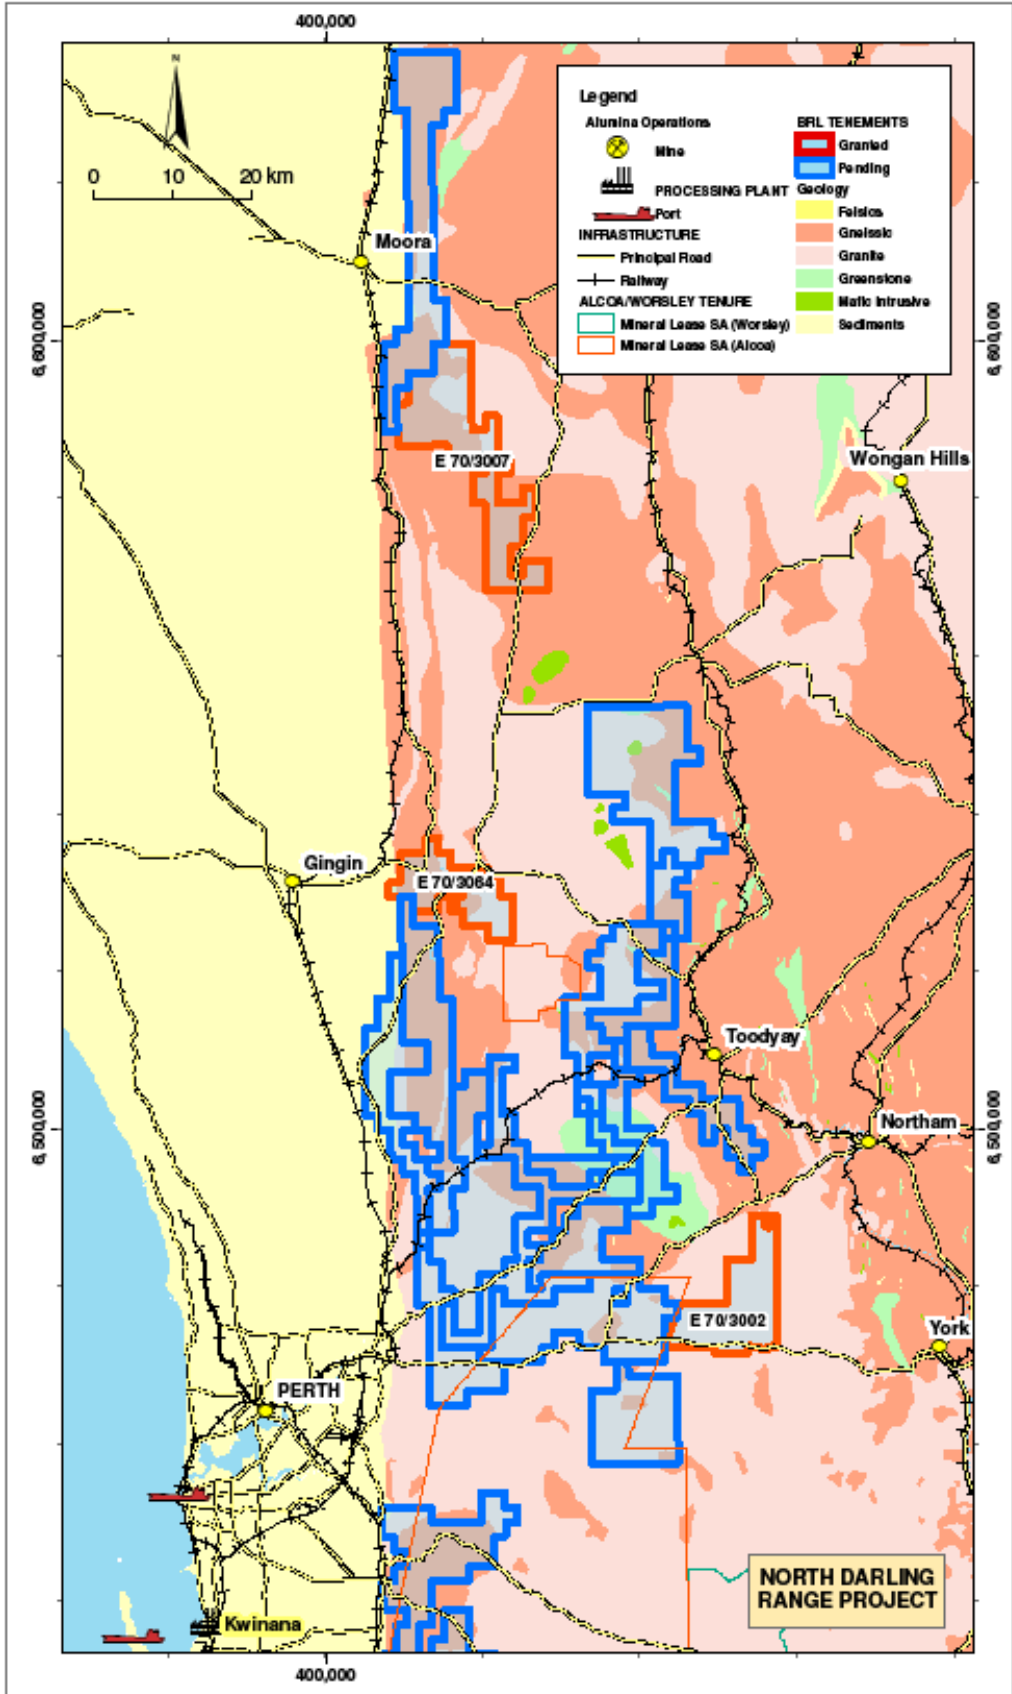 400,000
N
0 10 20 km
Legend
Alumina Operations
Mine
PROCESSING PLANT
Port
INFRASTRUCTURE
Principal Road
Railway
ALCOA/WORSLEY TENURE
Mineral Lease SA (Worsley)
Mineral Lease SA (Alcoa)
BRL TENEMENTS
Granted
Pending
Geology
Felsics
Gneissic
Granite
Greenstone
Mafic Intrusive
Sediments
Moora
6,600,000
6,600,000
E 70/3007
Wongan Hills
Gingin
E 70/3064
Toodyay
Northam
6,500,000
6,500,000
E 70/3002
York
PERTH
Kwinana
NORTH DARLING
RANGE PROJECT
400,000